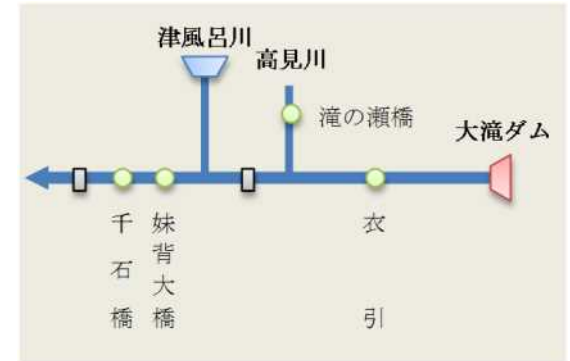 津風呂川
高見川
滝の瀬橋
大滝ダム
千石橋
妹背大橋
衣引